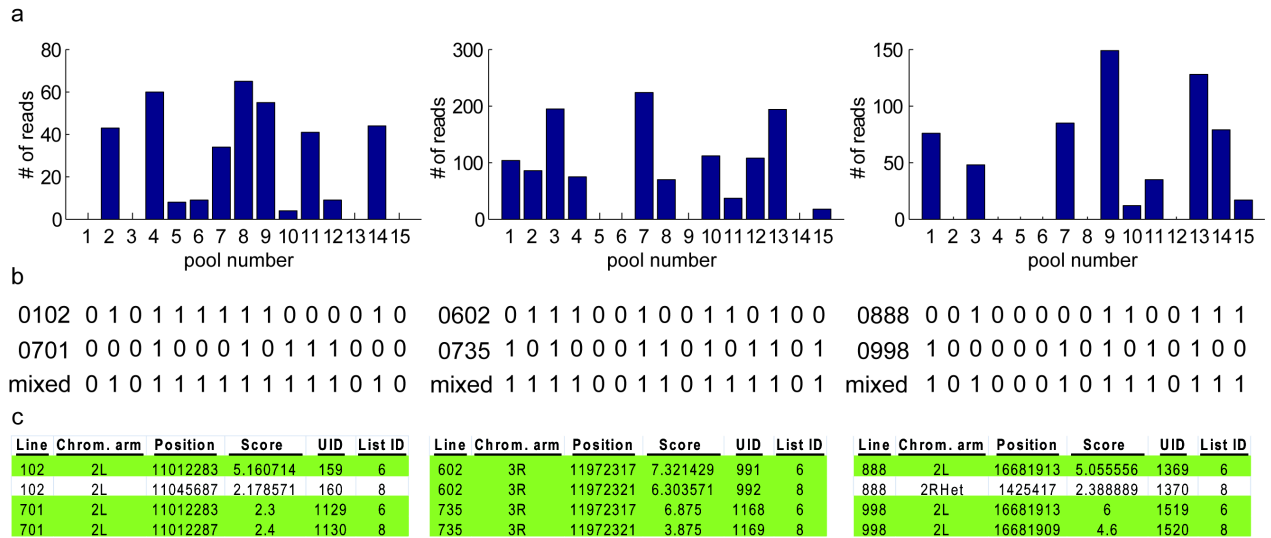 a
# of reads
80
60
40
20
0
1 2 3 4 5 6 7 8 9 10 11 12 13 14 15
pool number
# of reads
300
200
100
0
1 2 3 4 5 6 7 8 9 10 11 12 13 14 15
pool number
# of reads
150
100
50
0
1 2 3 4 5 6 7 8 9 10 11 12 13 14 15
pool number
b
0102 0 1 0 1 1 1 1 1 1 0 0 0 0 1 0
0701 0 0 0 1 0 0 0 1 0 1 1 1 0 0 0
mixed 0 1 0 1 1 1 1 1 1 1 1 1 0 1 0
0602 0 1 1 1 0 0 1 0 0 1 1 0 1 0 0
0735 1 0 1 0 0 0 1 1 0 1 0 1 1 0 1
mixed 1 1 1 1 0 0 1 1 0 1 1 1 1 0 1
0888 0 0 1 0 0 0 0 0 1 1 0 0 1 1 1
0998 1 0 0 0 0 0 1 0 1 0 1 0 1 0 0
mixed 1 0 1 0 0 0 1 0 1 1 1 0 1 1 1
c
Line Chrom. arm Position Score UID List ID
102 2L 11012283 5.160714 159 6
102 2L 11045687 2.178571 160 8
701 2L 11012283 2.3 1129 6
701 2L 11012287 2.4 1130 8
Line Chrom. arm Position Score UID List ID
602 3R 11972317 7.321429 991 6
602 3R 11972321 6.303571 992 8
735 3R 11972317 6.875 1168 6
735 3R 11972321 3.875 1169 8
Line Chrom. arm Position Score UID List ID
888 2L 16681913 5.055556 1369 6
888 2RHet 1425417 2.388889 1370 8
998 2L 16681913 6 1519 6
998 2L 16681909 4.6 1520 8